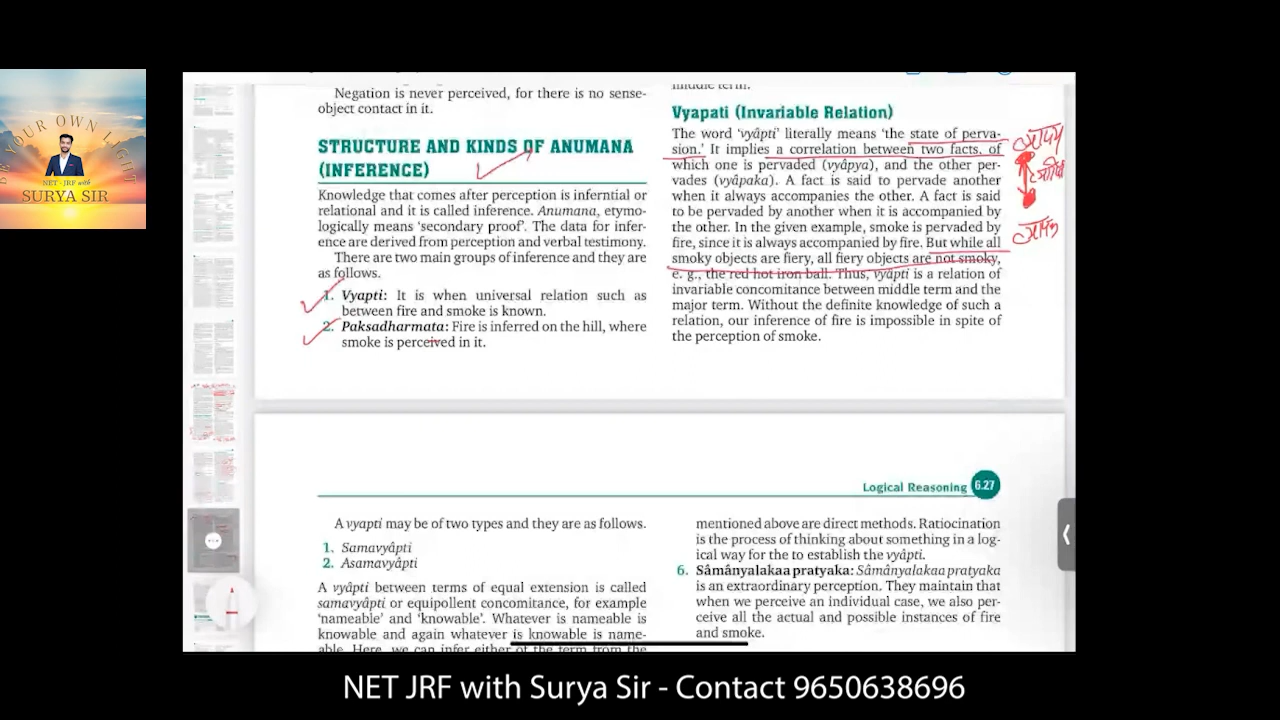 YOUR OWN
NET - JRF with
SURYA SIR
Negation is never perceived, for there is no sense-
object contact in it.
STRUCTURE AND KINDS OF ANUMANA
(INFERENCE)
Knowledge that comes after perception is infertial or
relational and it is called inference. Anumana, etymo-
logically means 'second proof'. The data for infer-
ence is derived from perception and verbal testimony.
There are two main groups of inference and they are
as follows.
Vyapti: It is when universal relation such as
between fire and smoke is known.
Paksadharmata: Fire is iferred on the hill, where
smoke is perceived in it.
middle term.
Vyapati (Invariable Relation)
The word 'vyâpti' literally means 'the state of perva-
sion.' It implies a correlation between two facts, of
which one is pervaded (vyâpya), and the other per-
vades (vyâpaka). A fact is said to pervade another
when it always accompanies the other. A fact is said
to be pervaded by another when it is accompanied by
the other. In the given example, smoke is pervaded by
fire, since it is always accompanied by fire. But while all
smoky objects are fiery, all fiery objects are not smoky,
e. g., the red hot iron ball. Thus, vyâpti is a relation of
invariable concomitance between middle term and the
major term. Without the definite knowledge of such a
relation, our inference of fire is impossible in spite of
the perception of smoke.
Logical Reasoning 6.27
A vyapti may be of two types and they are as follows.
1. Samavyâpti
2. Asamavyâpti
A vyâpti between terms of equal extension is called
samavyâpti or equipollent concomitance, for example
'nameable' and 'knowable'. Whatever is nameable is
knowable and again whatever is knowable is name-
able. Here, we can infer either of the term from the
mentioned above are direct methods. Ratiocination
is the process of thinking about something in a log-
ical way for the to establish the vyâpti.
6. Sâmânyalakaa pratyaka: Sâmânyalakaa pratyaka
is an extraordinary perception. They maintain that
when we perceive an individual case, we also per-
ceive all the actual and possible instances of fire
and smoke.
NET JRF with Surya Sir - Contact 9650638696